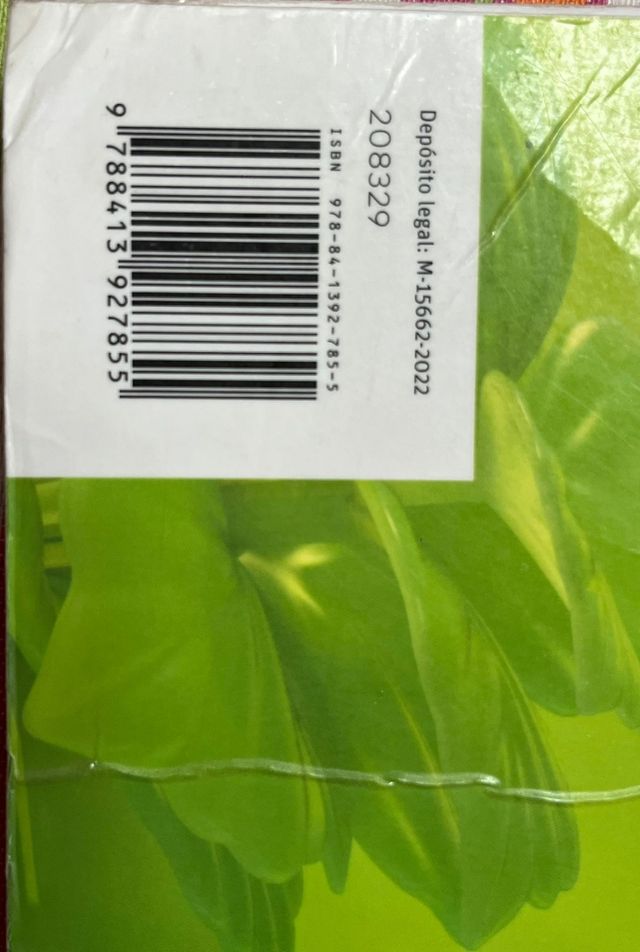 Depósito legal: M-15662-2022
208329
ISBN 978-84-1392-785-5
9 788413 927855